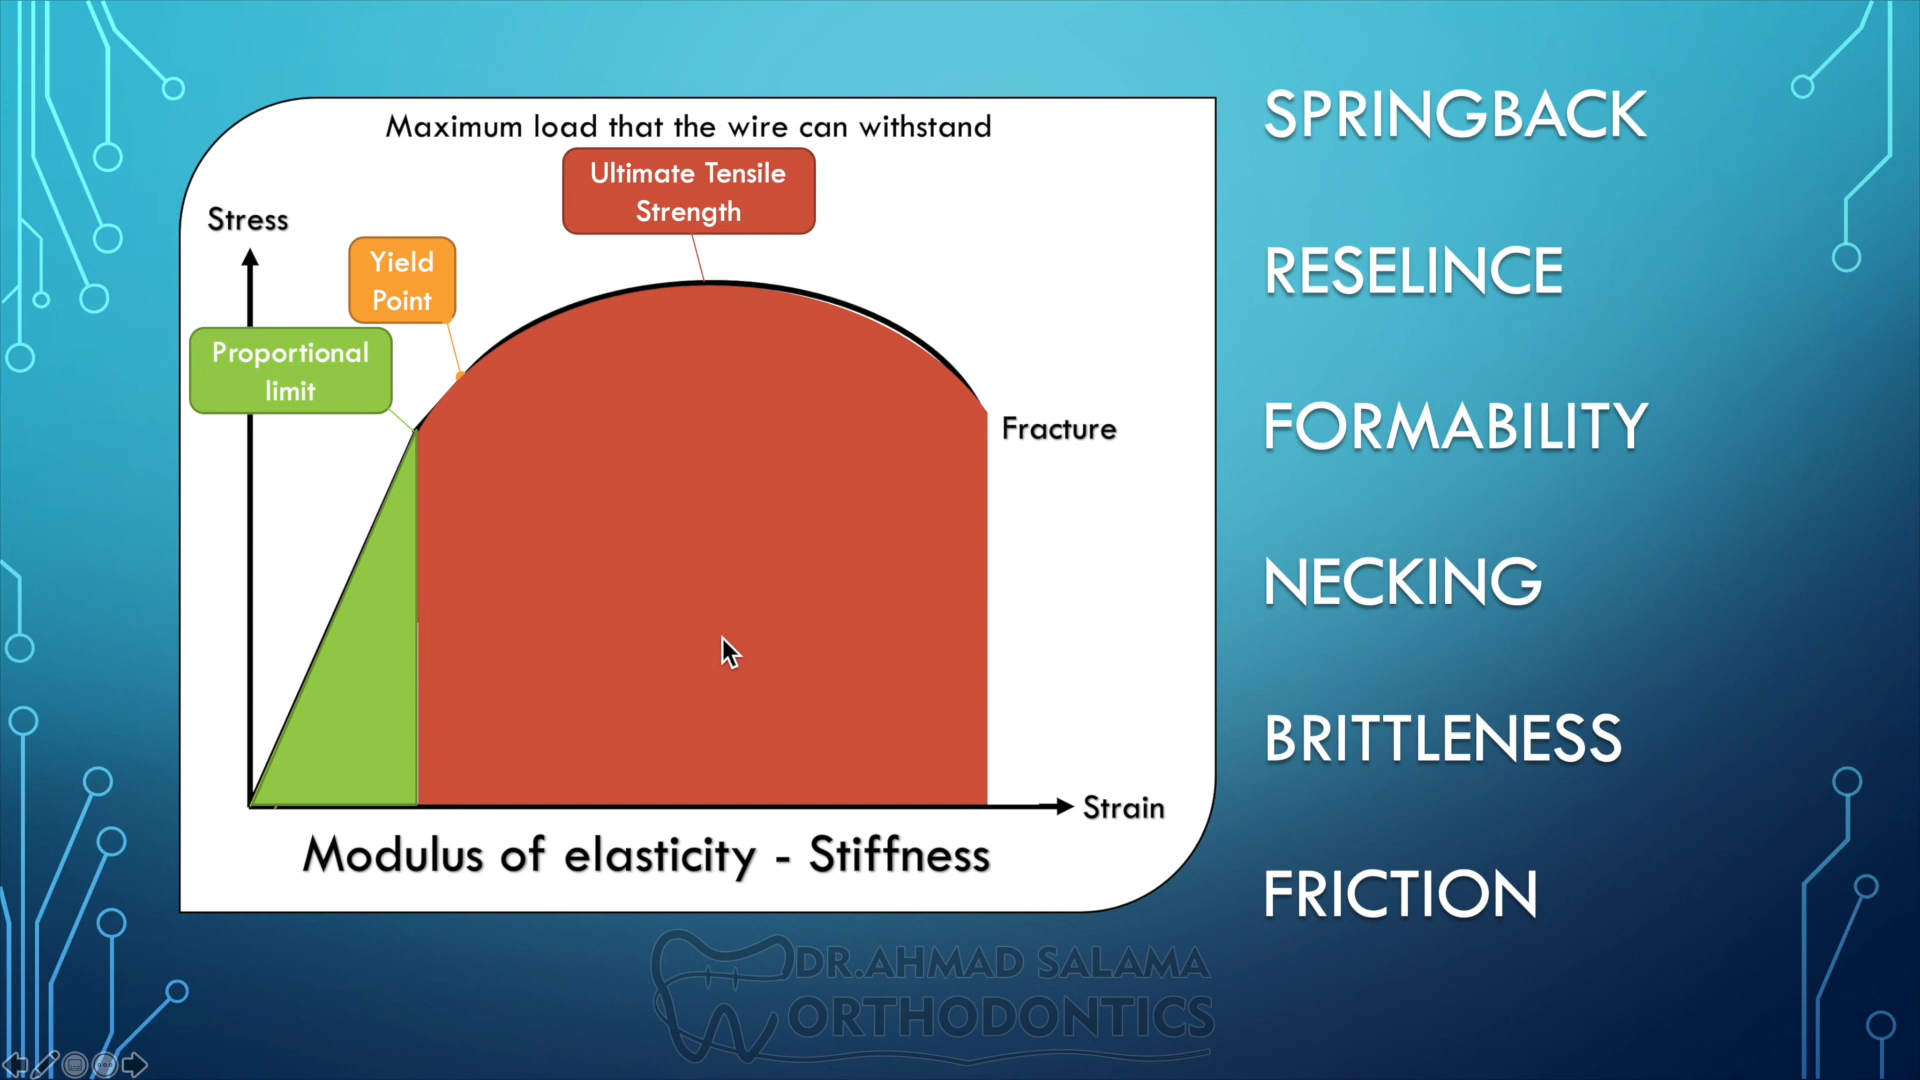 Maximum load that the wire can withstand
Ultimate Tensile
Strength
Stress
Yield
Point
Proportional
limit
Fracture
Strain
Modulus of elasticity - Stiffness
SPRINGBACK
RESELINCE
FORMABILITY
NECKING
BRITTLENESS
FRICTION
DR.AHMAD SALAMA
ORTHODONTICS